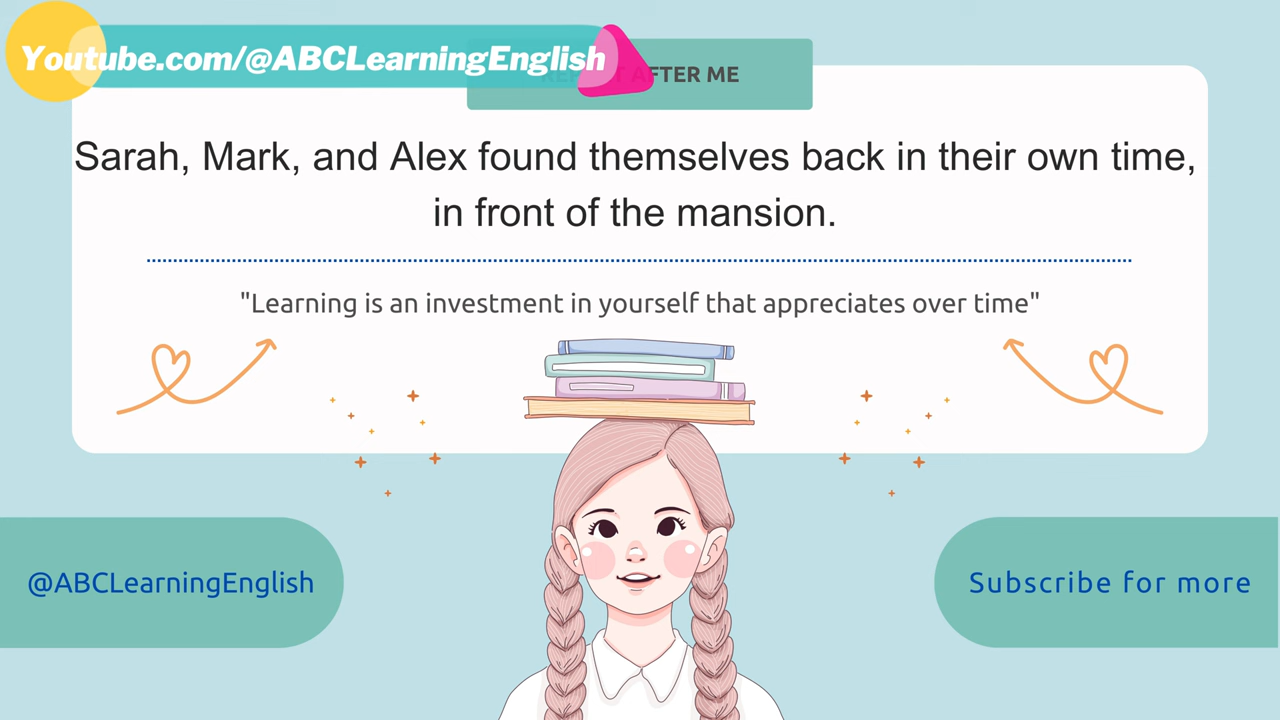 Youtube.com/@ABCLearningEnglish
AFTER ME
Sarah, Mark, and Alex found themselves back in their own time,
in front of the mansion.
"Learning is an investment in yourself that appreciates over time"
@ABCLearningEnglish
Subscribe for more